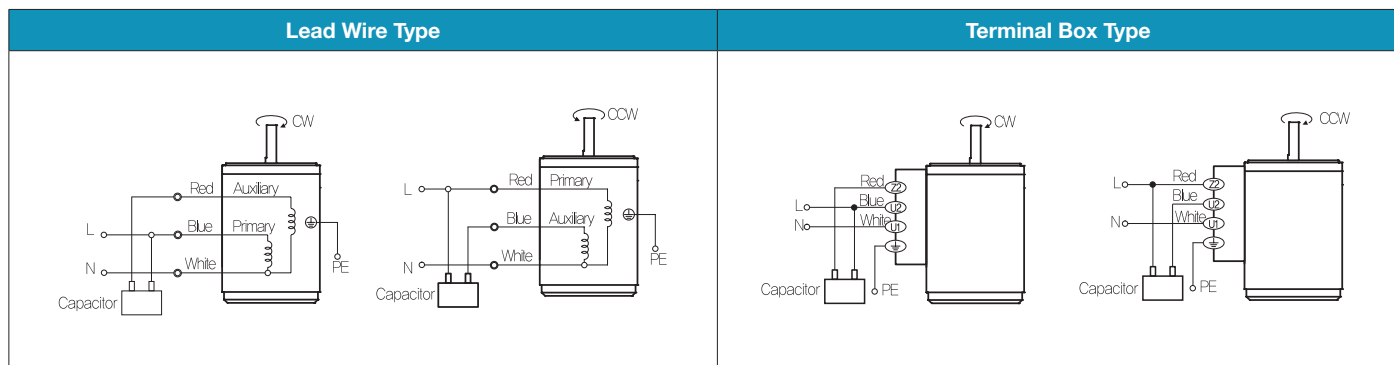 Lead Wire Type
Terminal Box Type
CW
Red Auxiliary
L Blue Primary
N White
PE
Capacitor
CCW
L Red Primary
Blue Auxiliary
N White
PE
Capacitor
CW
Red Z2
L Blue U2
N White U1
Capacitor PE
CCW
L Red Z2
Blue U2
N White U1
Capacitor PE